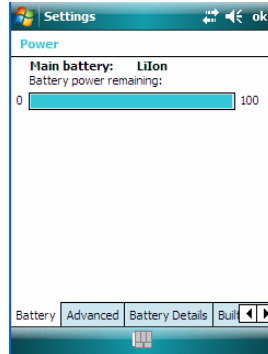 Settings ok
Power
Main battery: LiIon
Battery power remaining:
0 100
Battery Advanced Battery Details Buil